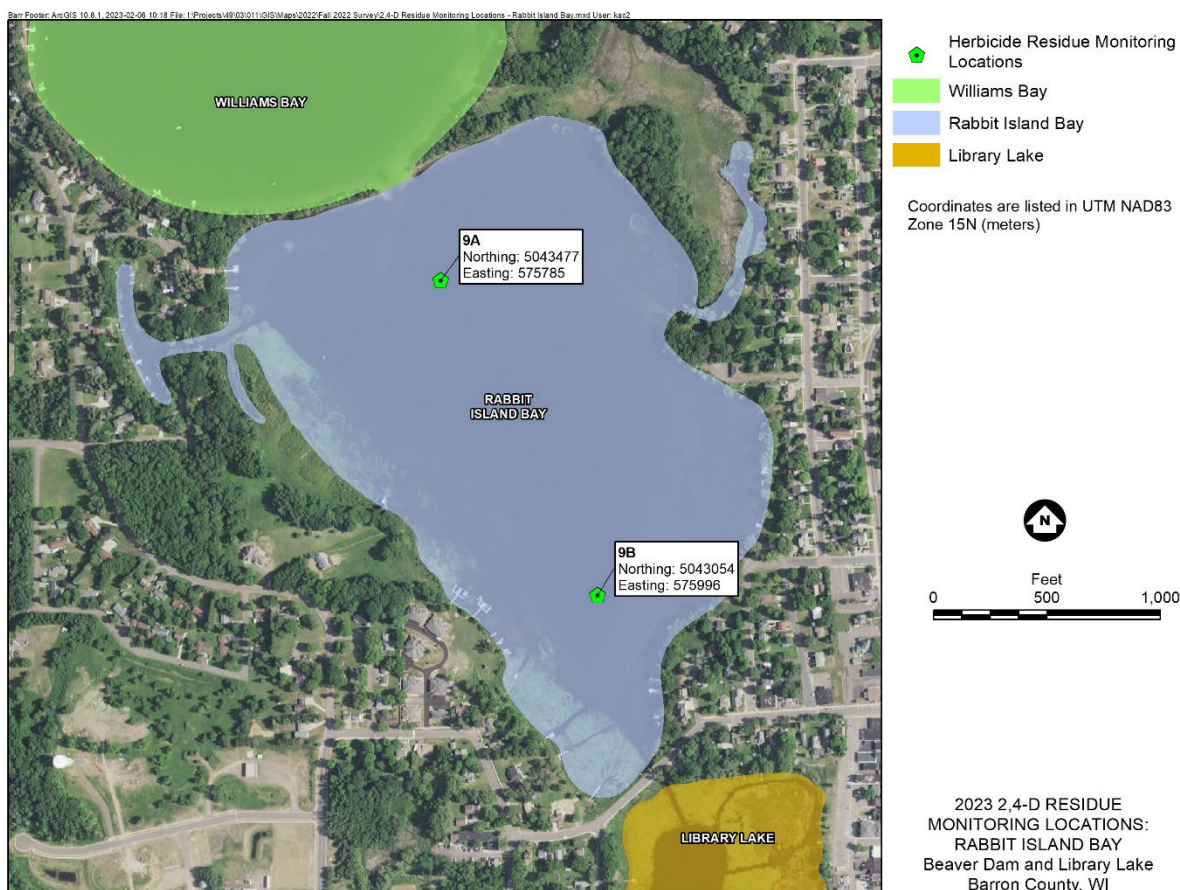 Barr Footer: ArcGIS 10.8.1, 2023-02-06 10:18 File: I:\Projects\49\03\011\GIS\Maps\2022\Fall 2022 Survey\2,4-D Residue Monitoring Locations - Rabbit Island Bay.mxd User: kac2
WILLIAMS BAY
9A
Northing: 5043477
Easting: 575785
RABBIT
ISLAND BAY
9B
Northing: 5043054
Easting: 575996
LIBRARY LAKE
Herbicide Residue Monitoring
Locations
Williams Bay
Rabbit Island Bay
Library Lake
Coordinates are listed in UTM NAD83
Zone 15N (meters)
N
Feet
0 500 1,000
2023 2,4-D RESIDUE
MONITORING LOCATIONS:
RABBIT ISLAND BAY
Beaver Dam and Library Lake
Barron County, WI